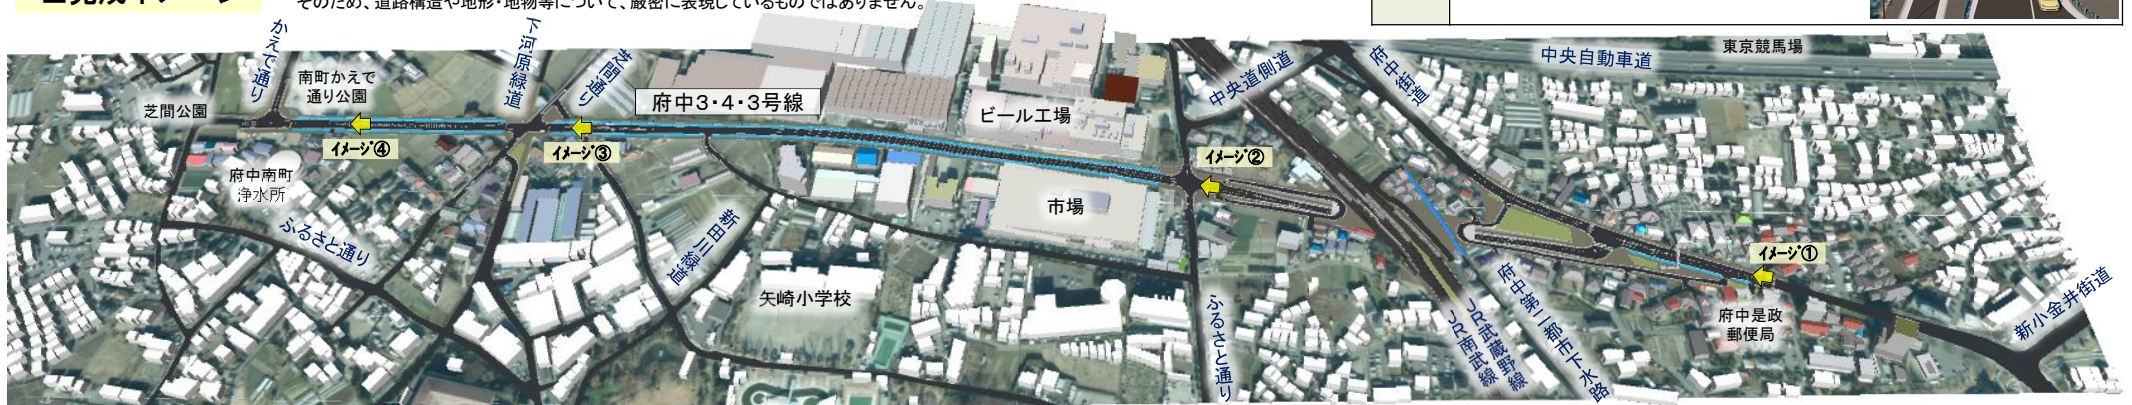 そのため、道路構造や地形・地物等について、厳密に表現しているものではありません。
かえで通り
南町かえで
通り公園
芝間公園
下河原緑道
芝間通り
府中3・4・3号線
ビール工場
中央道側道
府中街道
中央自動車道
東京競馬場
イメージ④
イメージ③
イメージ②
イメージ①
府中南町
浄水所
ふるさと通り
新田川緑道
矢崎小学校
市場
ふるさと通り
JR南武線
JR武蔵野線
府中第二都市下水路
府中是政
郵便局
新小金井街道